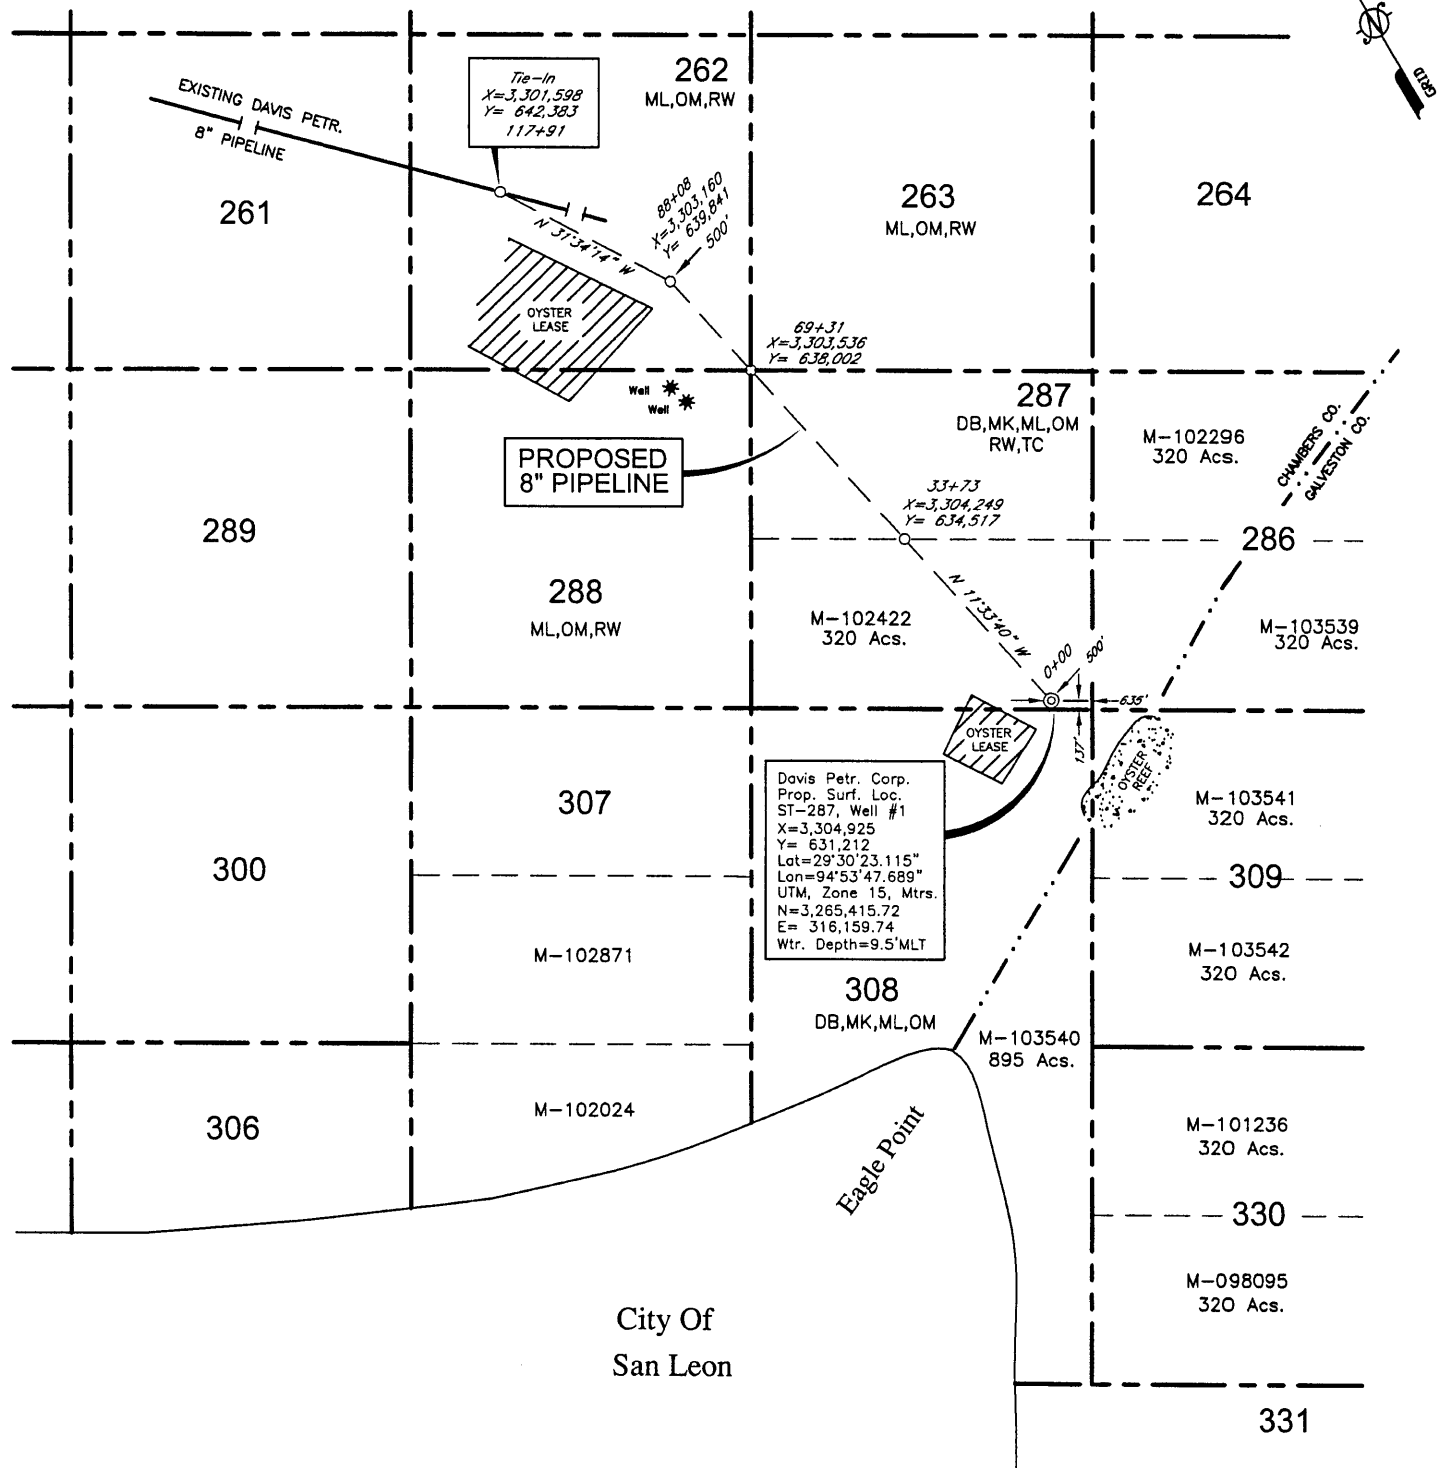 N
GRID
Tie-In
X=3,301,598
Y= 642,383
117+91
262
ML,OM,RW
EXISTING DAVIS PETR.
8" PIPELINE
261
88+08
X=3,303,160
Y= 639,841
500'
263
ML,OM,RW
264
N 31°34'14" W
OYSTER
LEASE
69+31
X=3,303,536
Y= 638,002
Well
Well
287
DB,MK,ML,OM
RW,TC
M-102296
320 Acs.
CHAMBERS CO.
GALVESTON CO.
PROPOSED
8" PIPELINE
33+73
X=3,304,249
Y= 634,517
289
286
288
ML,OM,RW
M-102422
320 Acs.
N 11°33'40" W
M-103539
320 Acs.
0+00
500'
635'
137'
OYSTER
LEASE
OYSTER
REEF
Davis Petr. Corp.
Prop. Surf. Loc.
ST-287, Well #1
X=3,304,925
Y= 631,212
Lat=29°30'23.115"
Lon=94°53'47.689"
UTM, Zone 15, Mtrs.
N=3,265,415.72
E= 316,159.74
Wtr. Depth=9.5'MLT
307
M-103541
320 Acs.
300
309
M-102871
M-103542
320 Acs.
308
DB,MK,ML,OM
M-103540
895 Acs.
306
M-102024
Eagle Point
M-101236
320 Acs.
330
M-098095
320 Acs.
City Of
San Leon
331